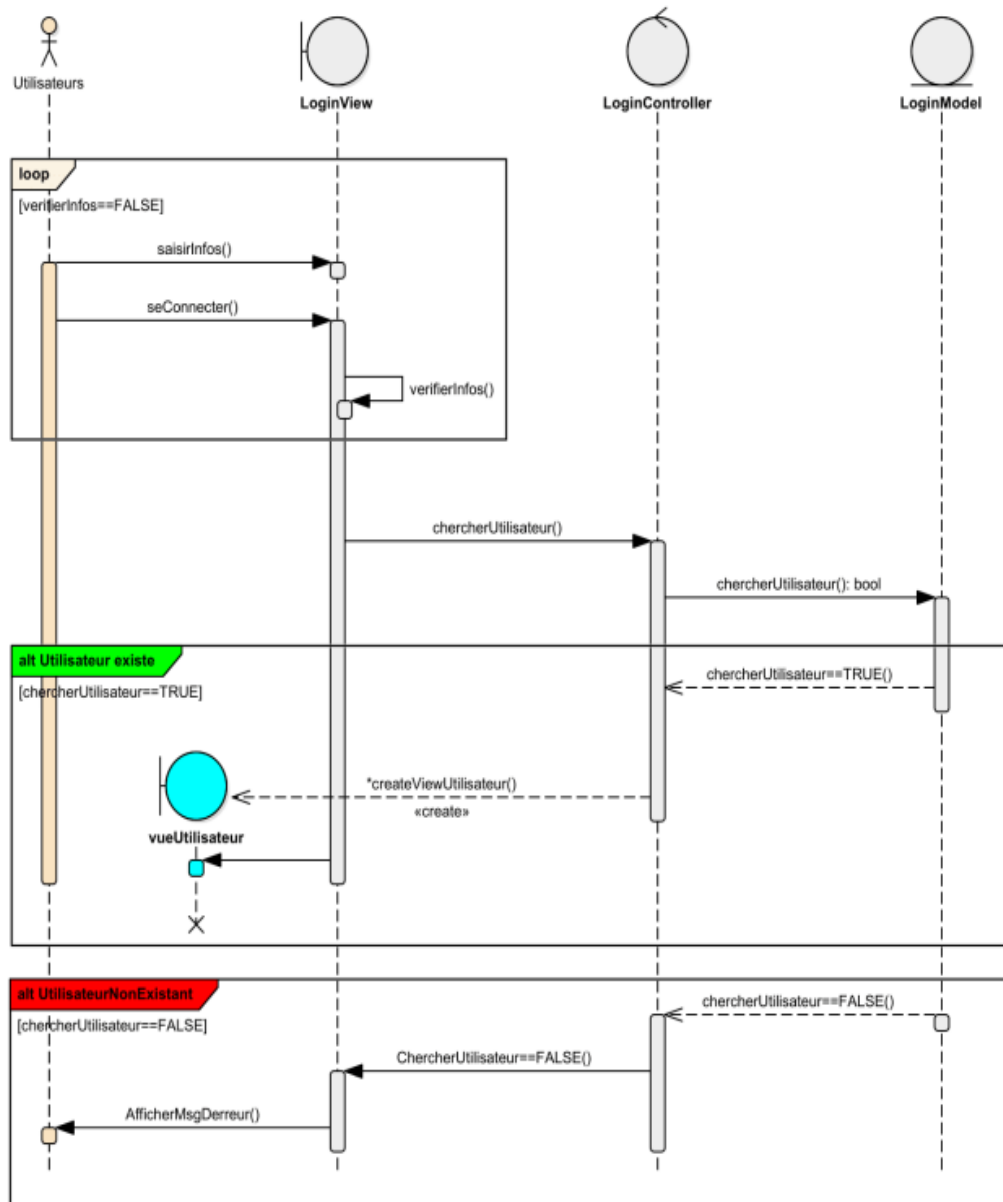 Utilisateurs
LoginView
LoginController
LoginModel
loop
[verifierInfos==FALSE]
saisirInfos()
seConnecter()
verifierInfos()
chercherUtilisateur()
chercherUtilisateur(): bool
alt Utilisateur existe
[chercherUtilisateur==TRUE]
chercherUtilisateur==TRUE()
*createViewUtilisateur()
«create»
vueUtilisateur
alt UtilisateurNonExistant
[chercherUtilisateur==FALSE]
chercherUtilisateur==FALSE()
ChercherUtilisateur==FALSE()
AfficherMsgDerreur()